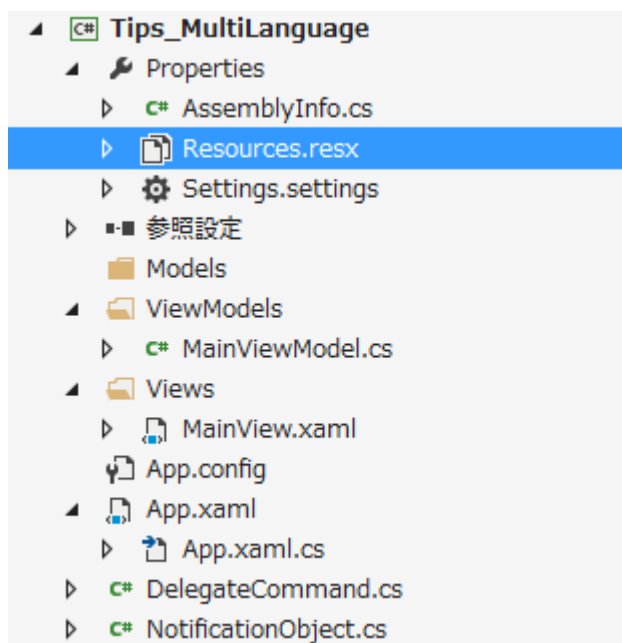 C# Tips_MultiLanguage
Properties
C# AssemblyInfo.cs
Resources.resx
Settings.settings
参照設定
Models
ViewModels
C# MainViewModel.cs
Views
MainView.xaml
App.config
App.xaml
App.xaml.cs
C# DelegateCommand.cs
C# NotificationObject.cs